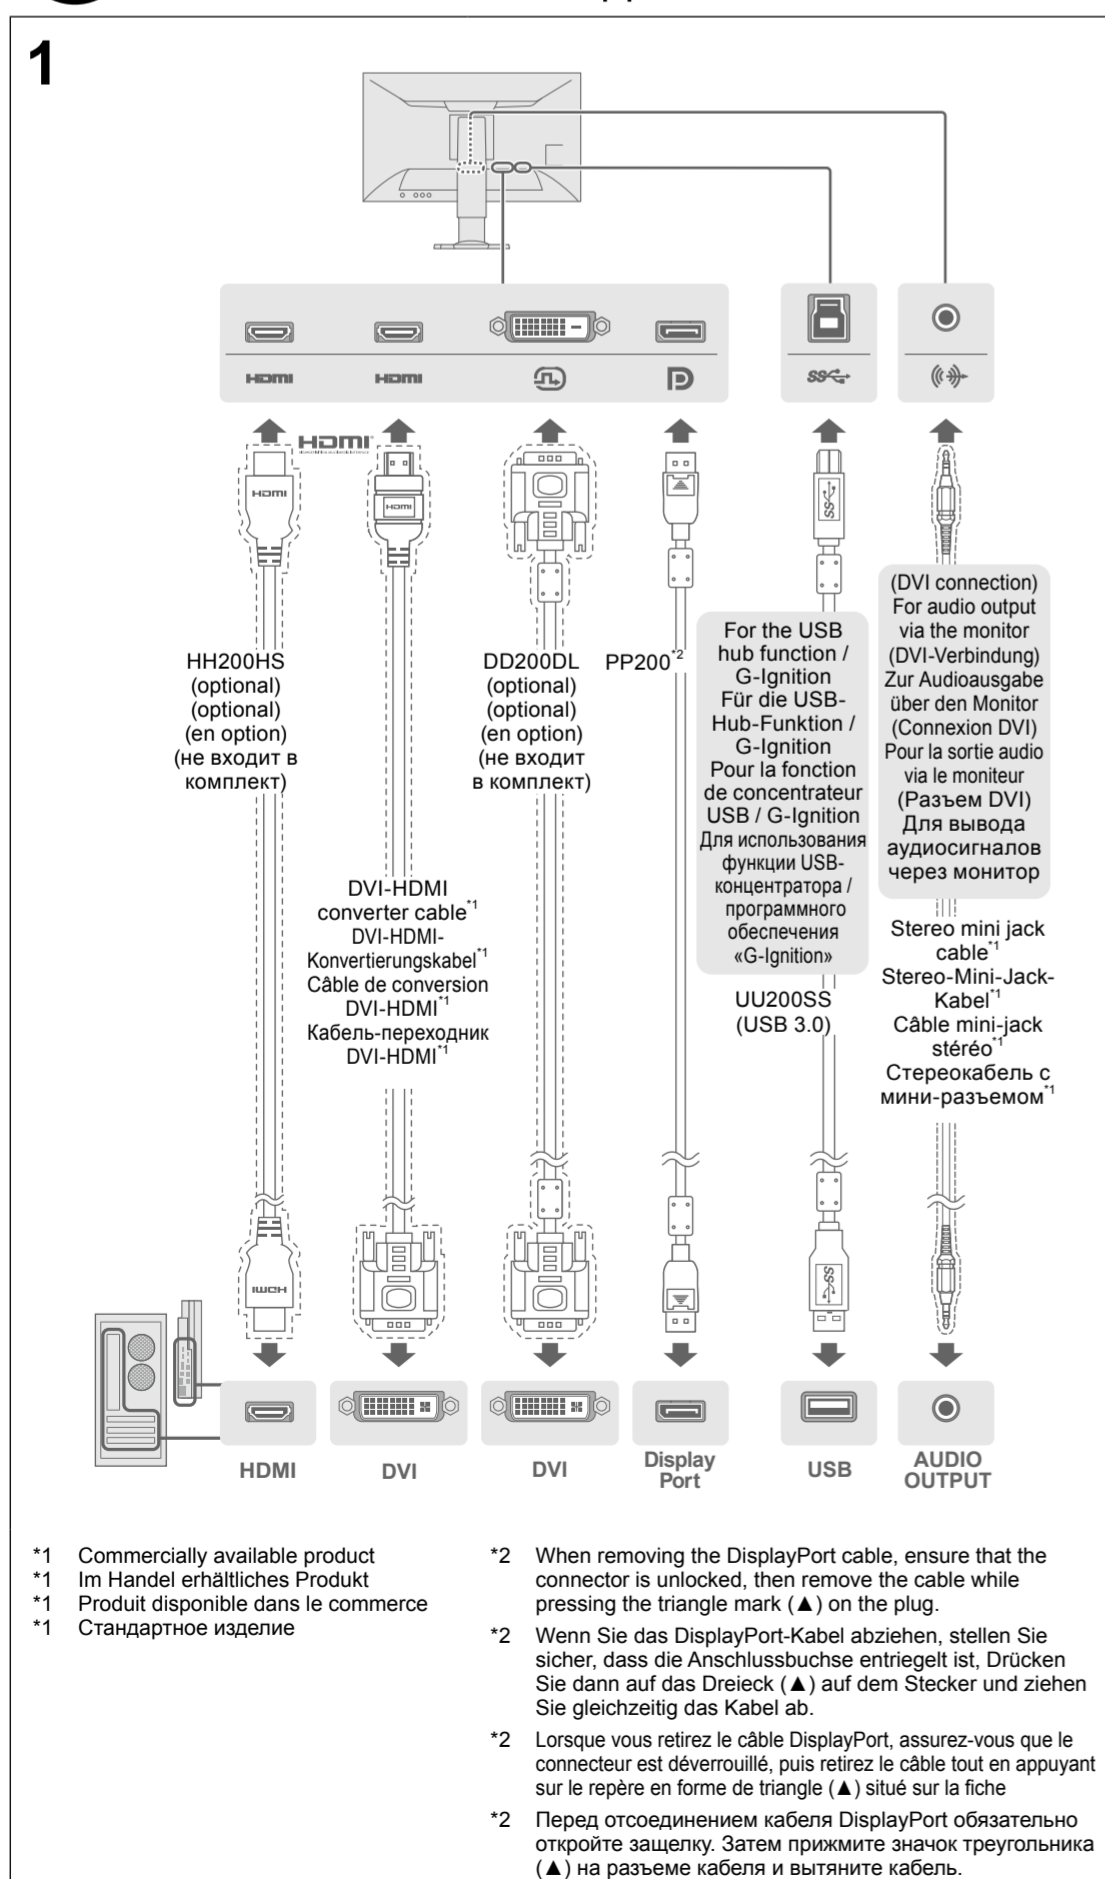 1
HDMI
HDMI
HDMI
HDMI
HDMI
HH200HS
(optional)
(optional)
(en option)
(не входит в
комплект)
DVI-HDMI
converter cable*1
DVI-HDMI-
Konvertierungskabel*1
Câble de conversion
DVI-HDMI*1
Кабель-переходник
DVI-HDMI*1
DD200DL
(optional)
(optional)
(en option)
(не входит
в комплект)
PP200*2
For the USB
hub function /
G-Ignition
Für die USB-
Hub-Funktion /
G-Ignition
Pour la fonction
de concentrateur
USB / G-Ignition
Для использования
функции USB-
концентратора /
программного
обеспечения
«G-Ignition»
UU200SS
(USB 3.0)
(DVI connection)
For audio output
via the monitor
(DVI-Verbindung)
Zur Audioausgabe
über den Monitor
(Connexion DVI)
Pour la sortie audio
via le moniteur
(Разъем DVI)
Для вывода
аудиосигналов
через монитор
Stereo mini jack
cable*1
Stereo-Mini-Jack-
Kabel*1
Câble mini-jack
stéréo*1
Стереокабель с
мини-разъемом*1
HDMI
HDMI
DVI
DVI
Display
Port
USB
AUDIO
OUTPUT
*1 Commercially available product
*1 Im Handel erhältliches Produkt
*1 Produit disponible dans le commerce
*1 Стандартное изделие
*2 When removing the DisplayPort cable, ensure that the
connector is unlocked, then remove the cable while
pressing the triangle mark (▲) on the plug.
*2 Wenn Sie das DisplayPort-Kabel abziehen, stellen Sie
sicher, dass die Anschlussbuchse entriegelt ist, Drücken
Sie dann auf das Dreieck (▲) auf dem Stecker und ziehen
Sie gleichzeitig das Kabel ab.
*2 Lorsque vous retirez le câble DisplayPort, assurez-vous que le
connecteur est déverrouillé, puis retirez le câble tout en appuyant
sur le repère en forme de triangle (▲) situé sur la fiche
*2 Перед отсоединением кабеля DisplayPort обязательно
откройте защелку. Затем прижмите значок треугольника
(▲) на разъеме кабеля и вытяните кабель.